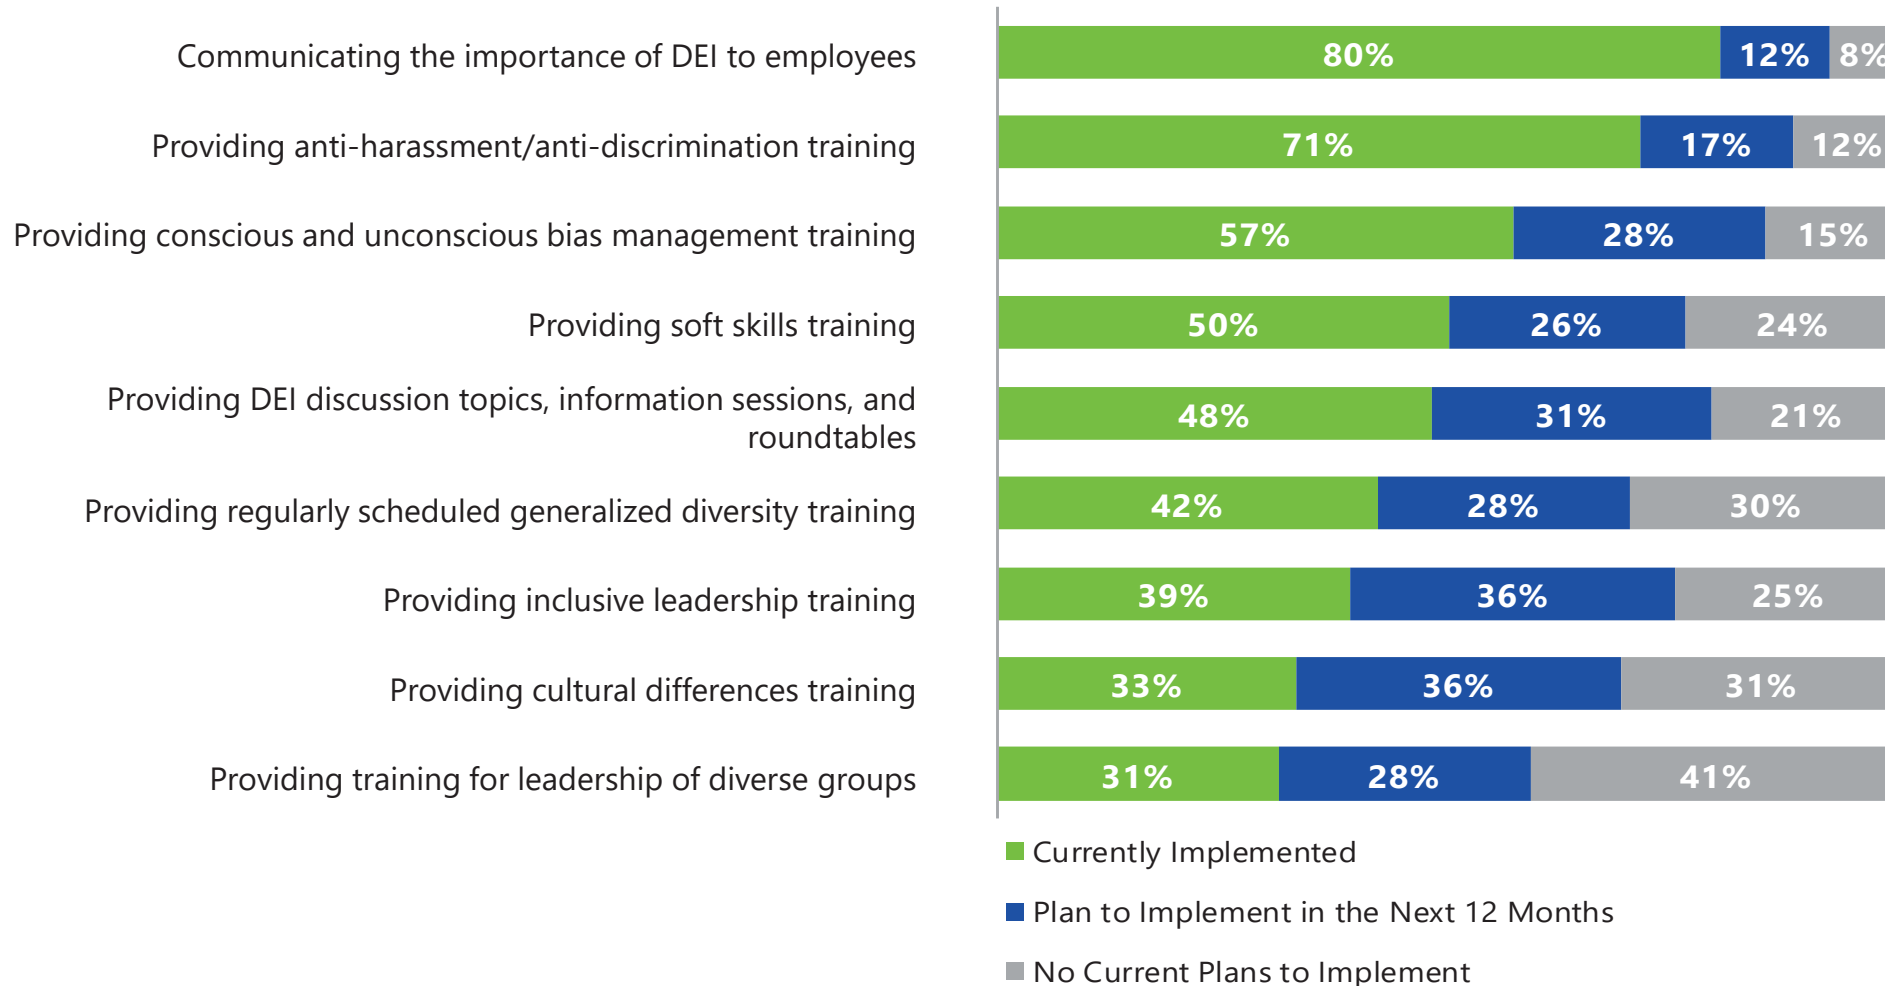 Communicating the importance of DEI to employees
80% 12% 8%
Providing anti-harassment/anti-discrimination training
71% 17% 12%
Providing conscious and unconscious bias management training
57% 28% 15%
Providing soft skills training
50% 26% 24%
Providing DEI discussion topics, information sessions, and
roundtables
48% 31% 21%
Providing regularly scheduled generalized diversity training
42% 28% 30%
Providing inclusive leadership training
39% 36% 25%
Providing cultural differences training
33% 36% 31%
Providing training for leadership of diverse groups
31% 28% 41%
Currently Implemented
Plan to Implement in the Next 12 Months
No Current Plans to Implement